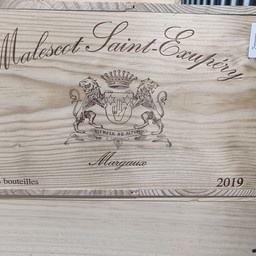 Malescot Saint-Exupéry
Margaux
bouteilles
2019